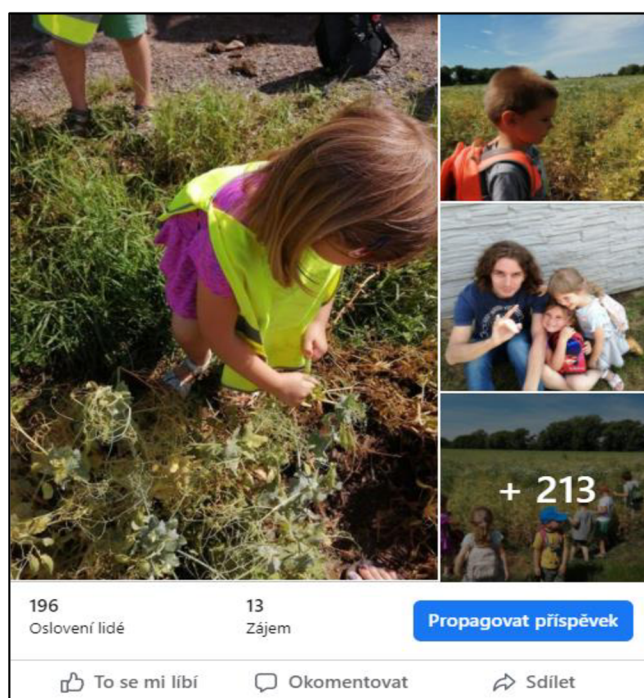 + 213
196
Oslovení lidé
13
Zájem
Propagovat příspěvek
To se mi líbí
Okomentovat
Sdílet